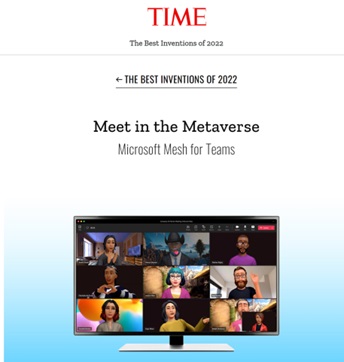 TIME
The Best Inventions of 2022
← THE BEST INVENTIONS OF 2022
Meet in the Metaverse
Microsoft Mesh for Teams